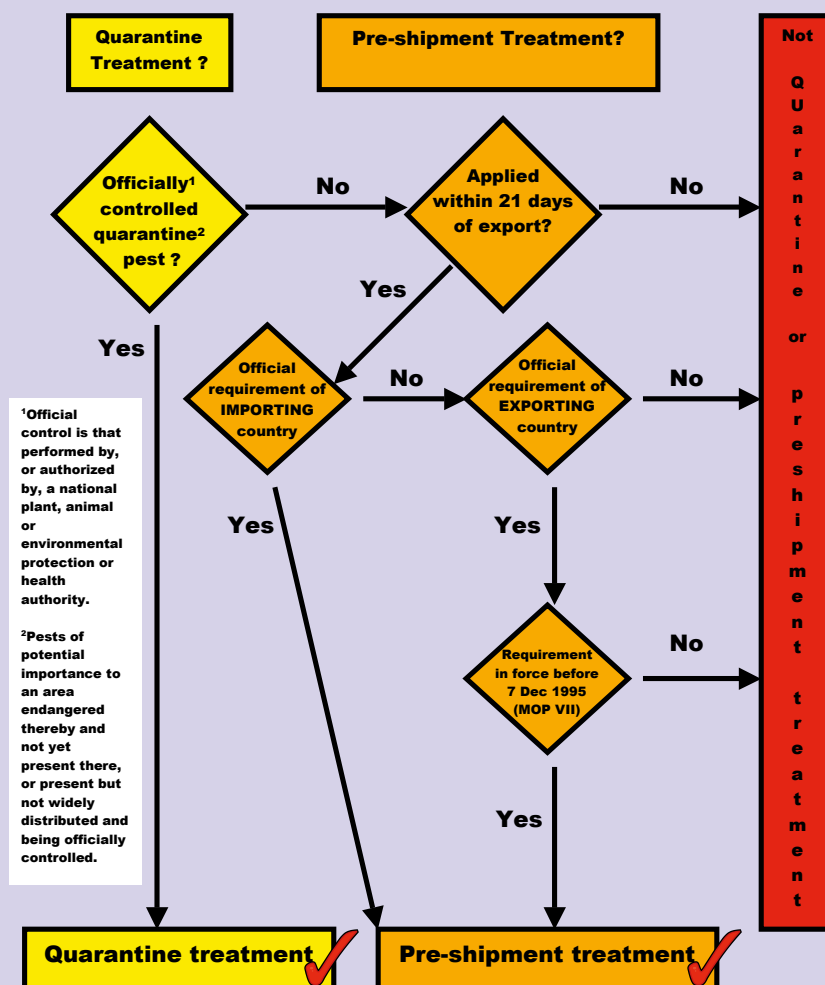 Quarantine
Treatment ?
Pre-shipment Treatment?
Officially¹
controlled
quarantine²
pest ?
No
Applied
within 21 days
of export?
No
Yes
Yes
Official
requirement of
IMPORTING
country
No
Official
requirement of
EXPORTING
country
No
Yes
Yes
Requirement
in force before
7 Dec 1995
(MOP VII)
No
Yes
¹Official
control is that
performed by,
or authorized
by, a national
plant, animal
or
environmental
protection or
health
authority.
²Pests of
potential
importance to
an area
endangered
thereby and
not yet
present there,
or present but
not widely
distributed and
being officially
controlled.
Quarantine treatment
Pre-shipment treatment
Not
Q
U
a
r
a
n
t
i
n
e
or
p
r
e
s
h
i
p
m
e
n
t
t
r
e
a
t
m
e
n
t